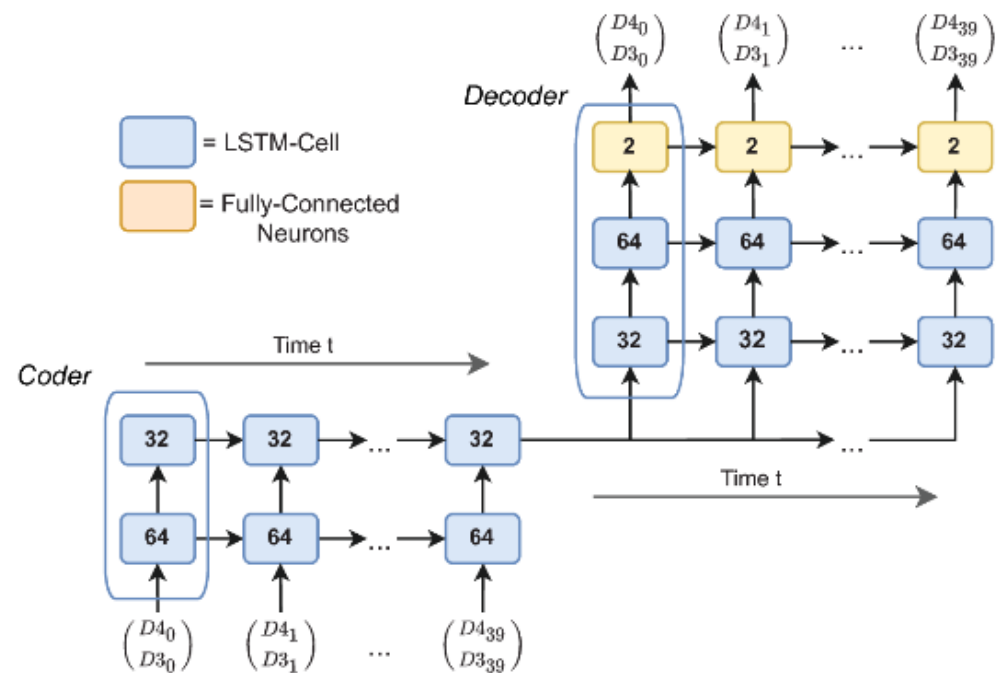 (D4₀ D3₀) (D4₁ D3₁) ... (D4₃₉ D3₃₉)
Decoder
= LSTM-Cell
= Fully-Connected
Neurons
2 2 ... 2
64 64 ... 64
32 32 ... 32
Time t
Coder
32 32 ... 32
...
Time t
64 64 ... 64
(D4₀ D3₀) (D4₁ D3₁) ... (D4₃₉ D3₃₉)